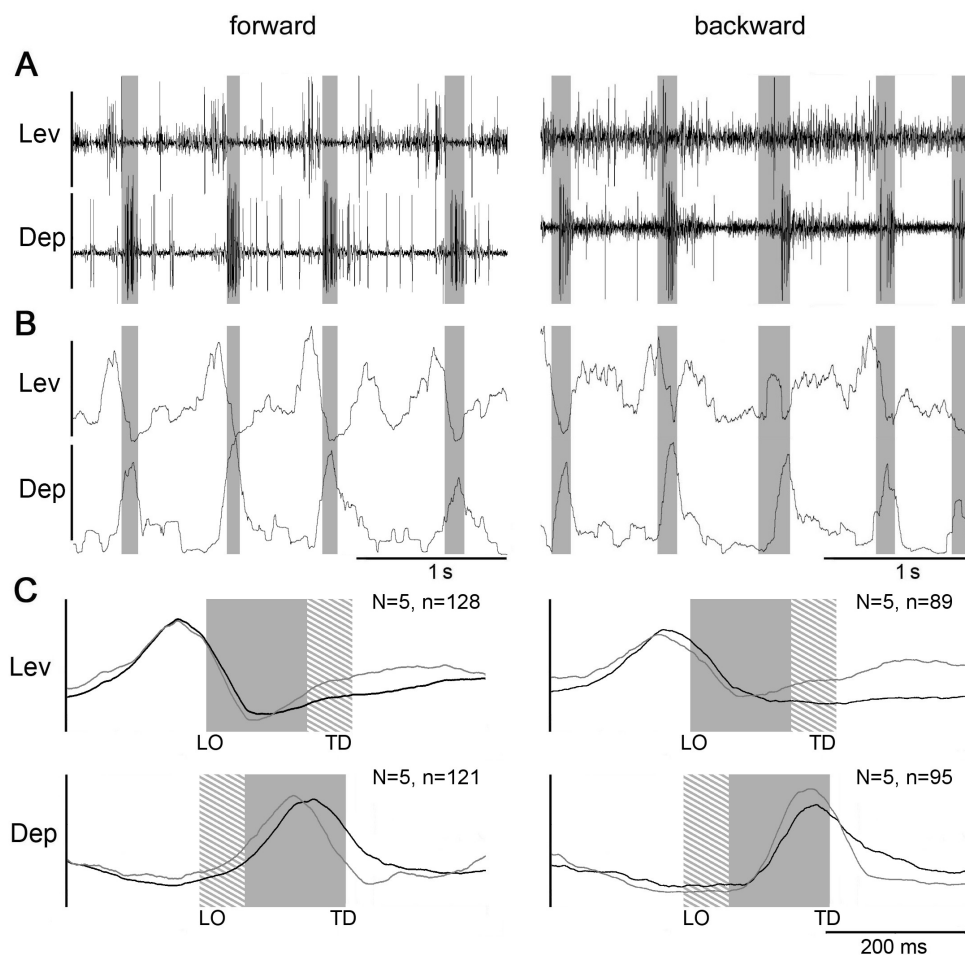 forward backward
A
Lev
Dep
B
Lev
Dep
1 s 1 s
C
N=5, n=128 N=5, n=89
Lev
LO TD LO TD
N=5, n=121 N=5, n=95
Dep
LO TD LO TD
200 ms